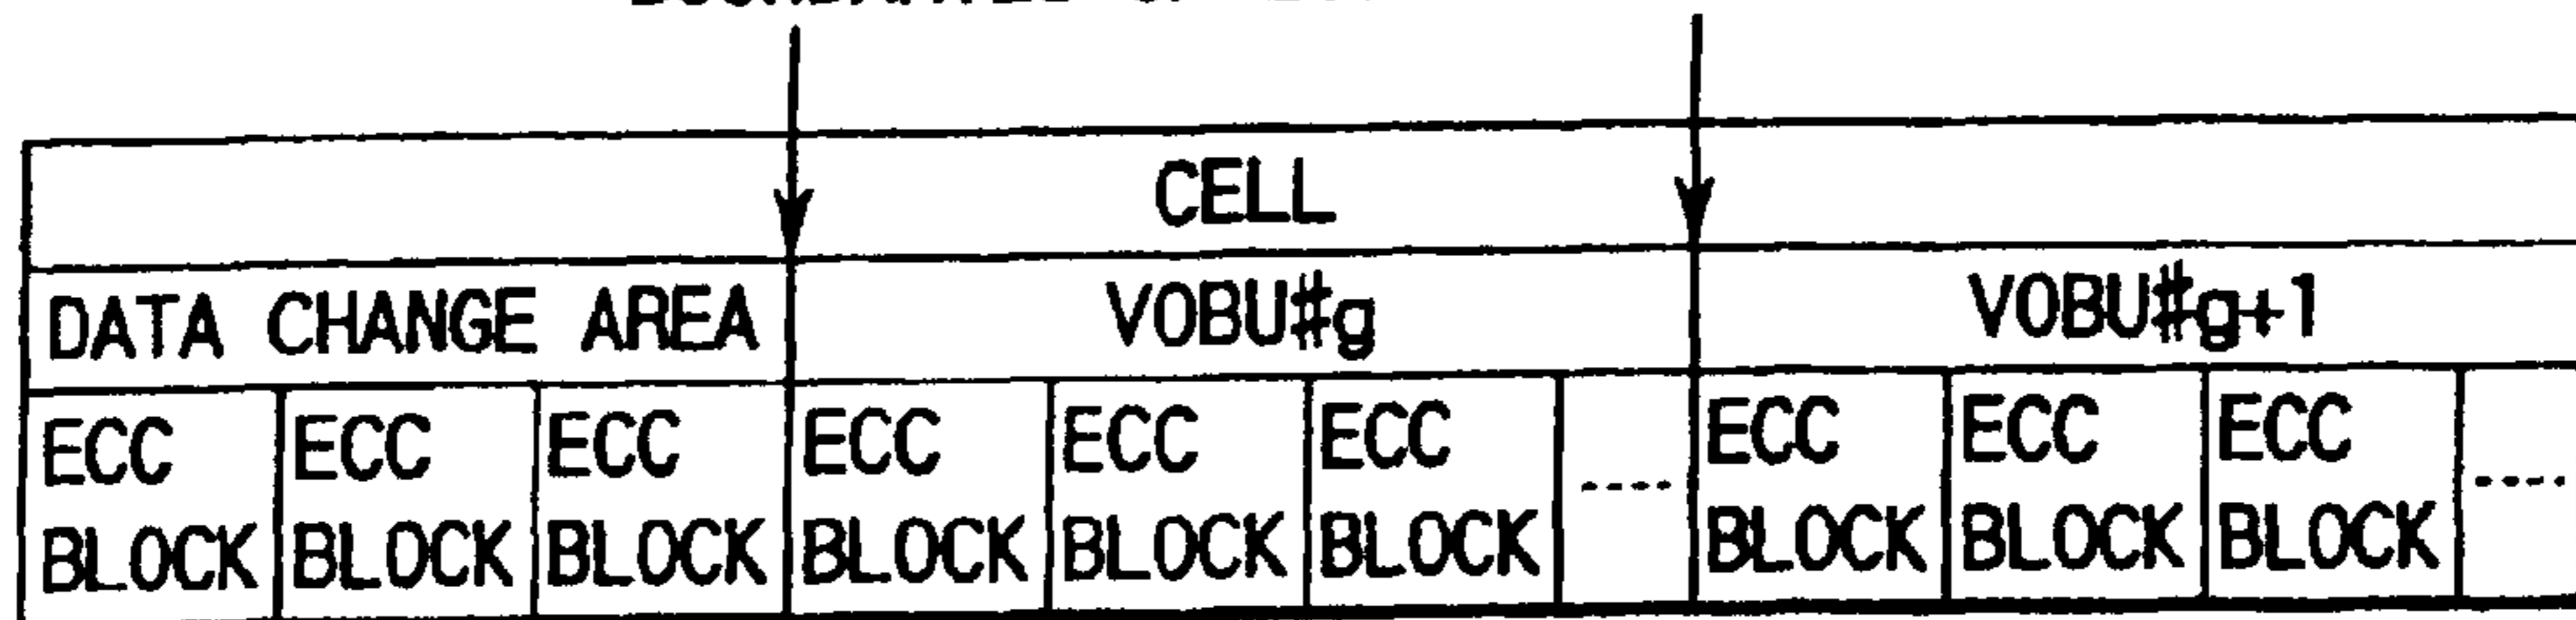 CELL
DATA CHANGE AREA VOBU#g VOBU#g+1
ECC ECC ECC ECC ECC ECC ECC ECC ECC
BLOCK BLOCK BLOCK BLOCK BLOCK BLOCK ----- BLOCK BLOCK BLOCK -----